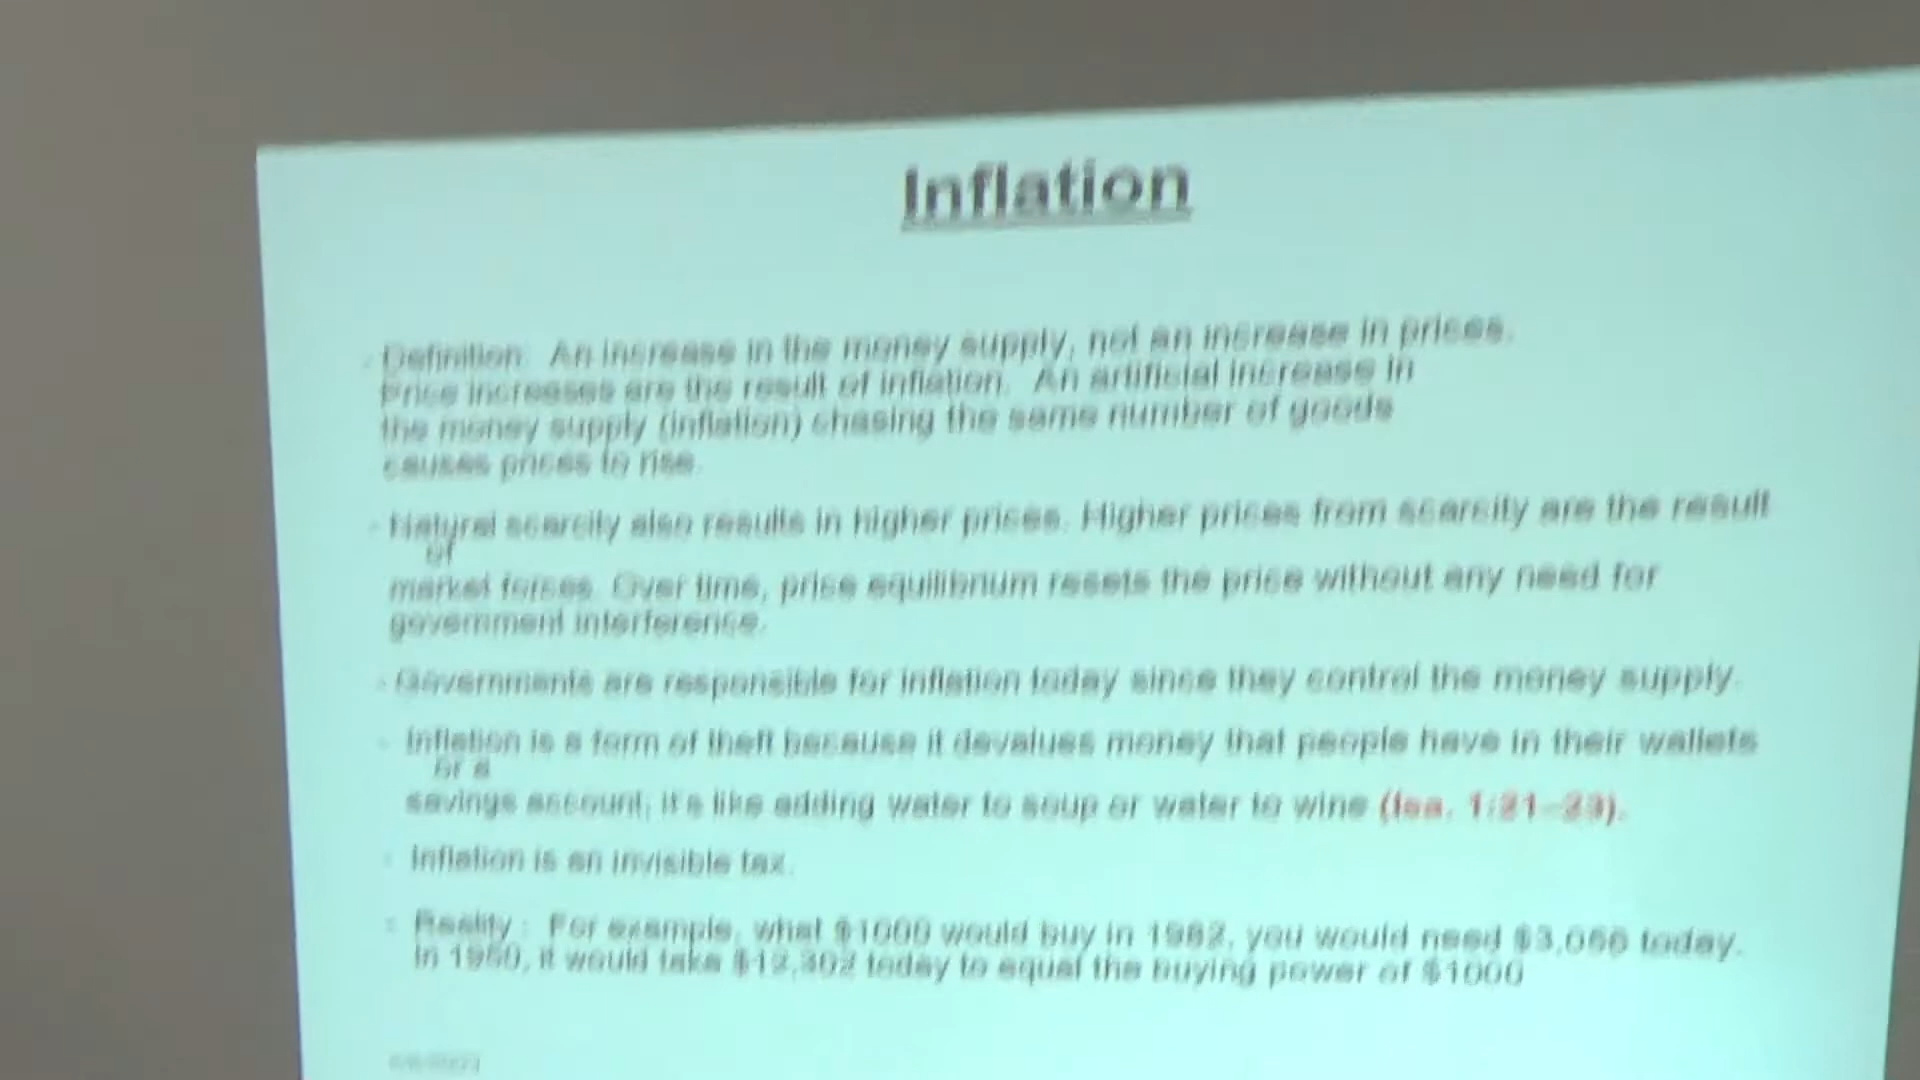 Inflation
- Definition: An increase in the money supply, not an increase in prices.
Price increases are the result of inflation. An artificial increase in
the money supply (inflation) chasing the same number of goods
causes prices to rise.
- Natural scarcity also results in higher prices. Higher prices from scarcity are the result
of
market forces. Over time, price equilibrium resets the price without any need for
government interference.
- Governments are responsible for inflation today since they control the money supply.
- Inflation is a form of theft because it devalues money that people have in their wallets
or a
savings account; it's like adding water to soup or water to wine (Isa. 1:21-23).
- Inflation is an invisible tax.
- Reality: For example, what $1000 would buy in 1982, you would need today.
In it would take $12,302 today to equal the buying power of $1000